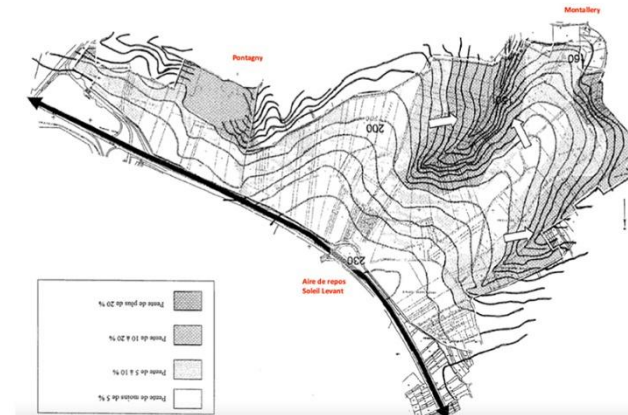 Montallery
Pontagny
160
200
230
Aire de repos
Soleil Levant
Pente de plus de 20 %
Pente de 10 à 20 %
Pente de 5 à 10 %
Pente de moins de 5 %